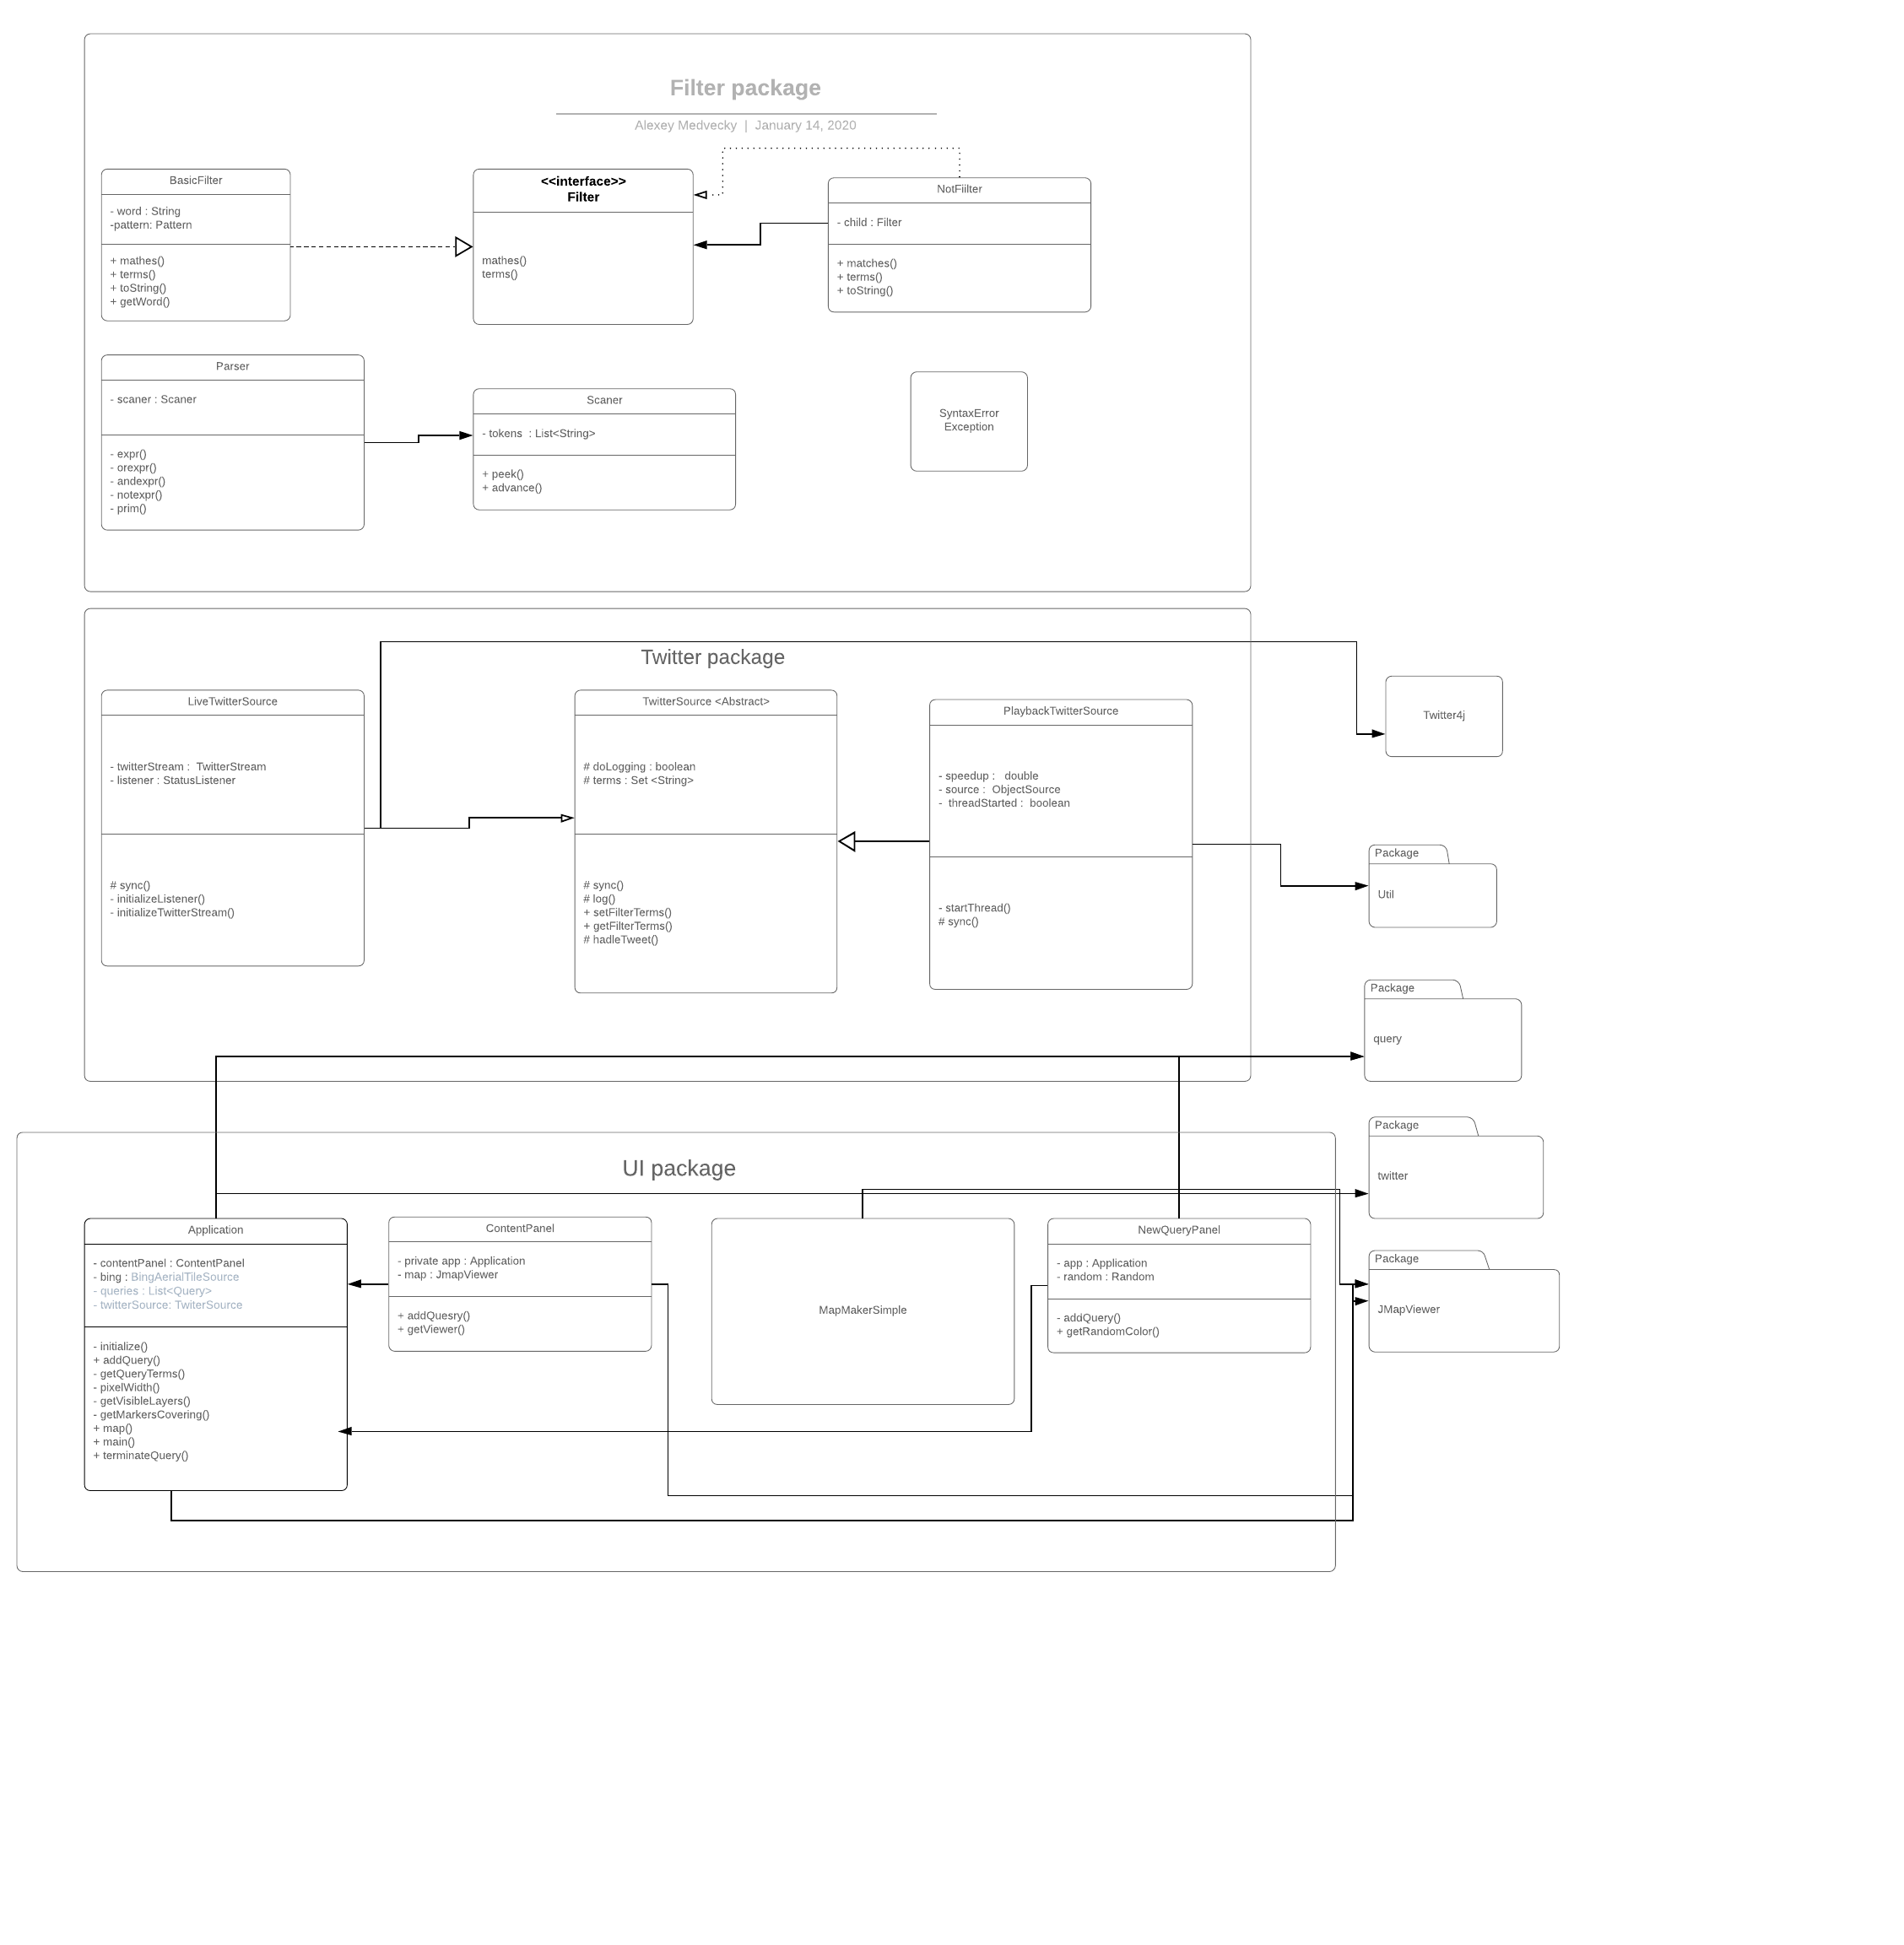 Filter package
Alexey Medvecky | January 14, 2020
BasicFilter
- word : String
-pattern: Pattern
+ mathes()
+ terms()
+ toString()
+ getWord()
<<interface>>
Filter
mathes()
terms()
NotFiilter
- child : Filter
+ matches()
+ terms()
+ toString()
Parser
- scaner : Scaner
- expr()
- orexpr()
- andexpr()
- notexpr()
- prim()
Scaner
- tokens : List<String>
+ peek()
+ advance()
SyntaxError
Exception
Twitter package
LiveTwitterSource
- twitterStream : TwitterStream
- listener : StatusListener
# sync()
- initializeListener()
- initializeTwitterStream()
TwitterSource <Abstract>
# doLogging : boolean
# terms : Set <String>
# sync()
# log()
+ setFilterTerms()
+ getFilterTerms()
# hadleTweet()
PlaybackTwitterSource
- speedup : double
- source : ObjectSource
- threadStarted : boolean
- startThread()
# sync()
Twitter4j
Package
Util
Package
query
Package
twitter
Package
JMapViewer
UI package
Application
- contentPanel : ContentPanel
- bing : BingAerialTileSource
- queries : List<Query>
- twitterSource: TwiterSource
- initialize()
+ addQuery()
- getQueryTerms()
- pixelWidth()
- getVisibleLayers()
- getMarkersCovering()
+ map()
+ main()
+ terminateQuery()
ContentPanel
- private app : Application
- map : JmapViewer
+ addQuesry()
+ getViewer()
MapMakerSimple
NewQueryPanel
- app : Application
- random : Random
- addQuery()
+ getRandomColor()